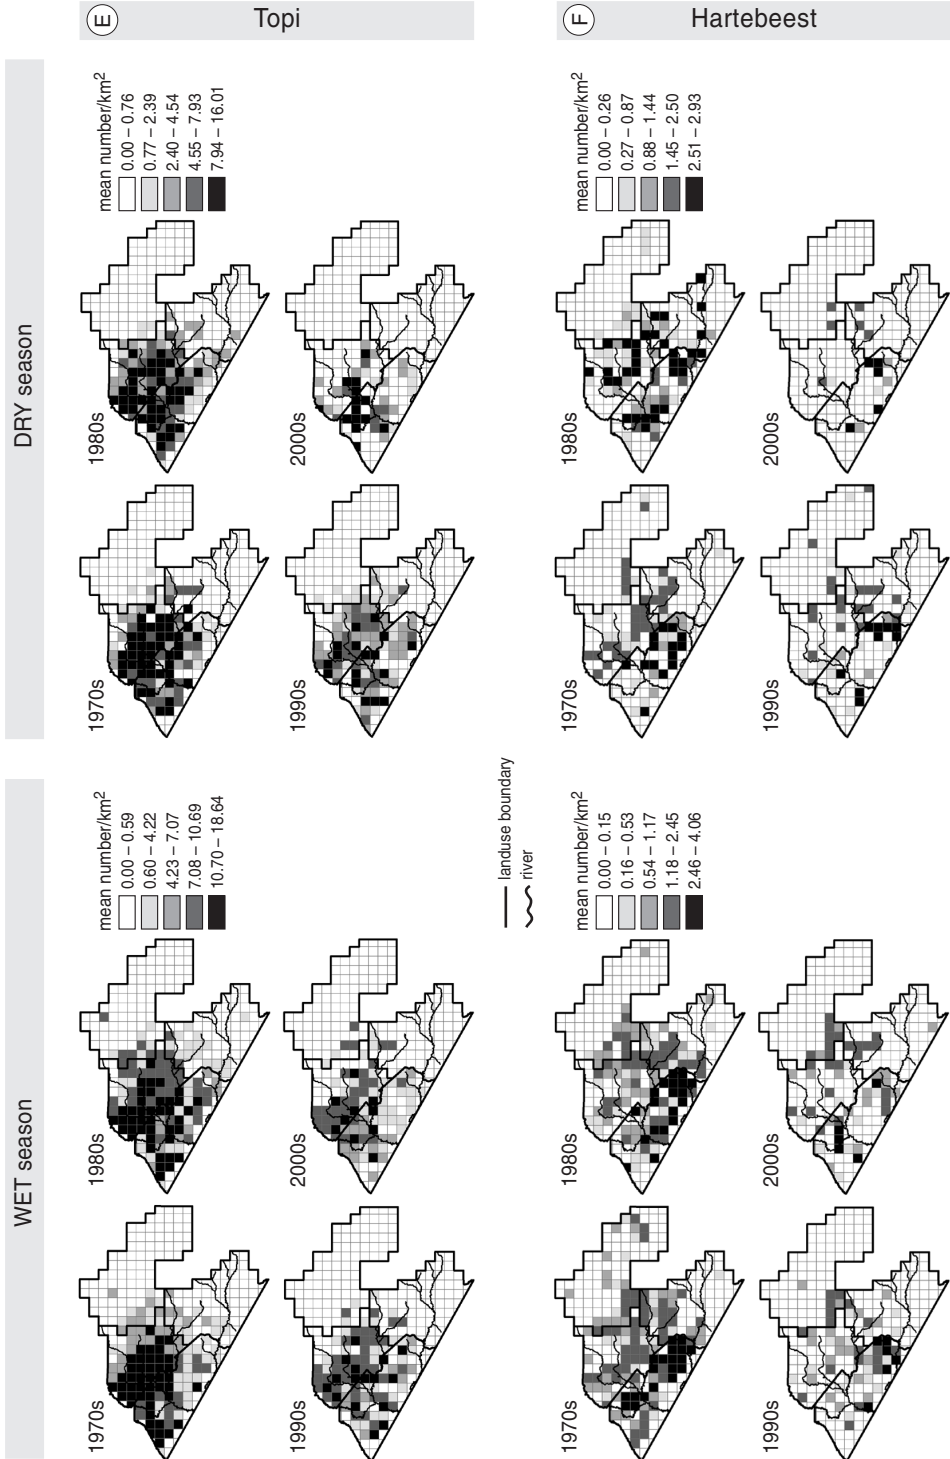 WET season
DRY season
E
Topi
1970s
1980s
mean number/km²
0.00 – 0.59
0.60 – 4.22
4.23 – 7.07
7.08 – 10.69
10.70 – 18.64
1970s
1980s
mean number/km²
0.00 – 0.76
0.77 – 2.39
2.40 – 4.54
4.55 – 7.93
7.94 – 16.01
1990s
2000s
1990s
2000s
landuse boundary
river
F
Hartebeest
1970s
1980s
mean number/km²
0.00 – 0.15
0.16 – 0.53
0.54 – 1.17
1.18 – 2.45
2.46 – 4.06
1970s
1980s
mean number/km²
0.00 – 0.26
0.27 – 0.87
0.88 – 1.44
1.45 – 2.50
2.51 – 2.93
1990s
2000s
1990s
2000s